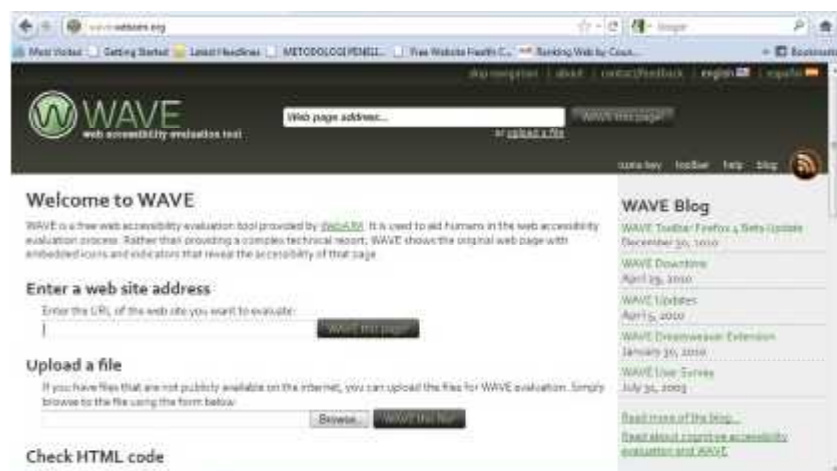 wave.webaim.org
Most Visited Getting Started Latest Headlines METODOLOGI PENELI... Free Website Health C... Ranking Web by Coun... Bookmarks
skip navigation about contact/feedback english español
WAVE
web accessibility evaluation tool
Web page address...
WAVE this page!
or upload a file
icons key toolbar help blog
Welcome to WAVE
WAVE is a free web accessibility evaluation tool provided by WebAIM. It is used to aid humans in the web accessibility
evaluation process. Rather than providing a complex technical report, WAVE shows the original web page with
embedded icons and indicators that reveal the accessibility of that page.
Enter a web site address
Enter the URL of the web site you want to evaluate:
WAVE this page!
Upload a file
If you have files that are not publicly available on the internet, you can upload the files for WAVE evaluation. Simply
browse to the file using the form below
Browse... WAVE this file!
Check HTML code
WAVE Blog
WAVE Toolbar Firefox 4 Beta Update
December 30, 2010
WAVE Downtime
April 29, 2010
WAVE Updates
April 5, 2010
WAVE Dreamweaver Extension
January 30, 2010
WAVE User Survey
July 31, 2003
Read more of the blog...
Read about cognitive accessibility
evaluation and WAVE